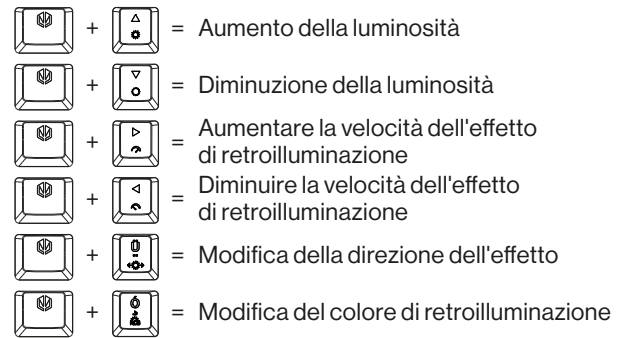 + = Aumento della luminosità
+ = Diminuzione della luminosità
+ = Aumentare la velocità dell'effetto
di retroilluminazione
+ = Diminuire la velocità dell'effetto
di retroilluminazione
+ = Modifica della direzione dell'effetto
+ = Modifica del colore di retroilluminazione